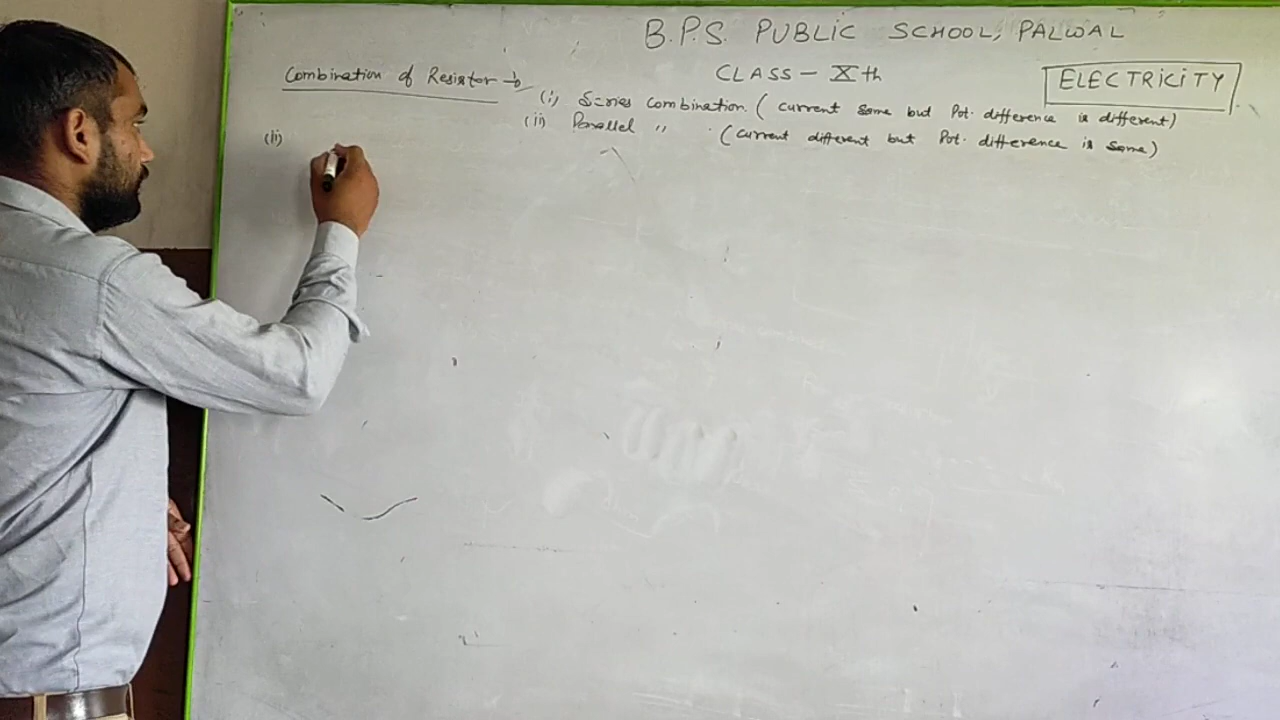 B.P.S. PUBLIC SCHOOL, PALWAL
CLASS - Xth
ELECTRICITY
Combination of Resistor →
(i) Series Combination. ( current same but Pot. difference is different)
(ii) Parallel " (current different but Pot. difference is same)
(ii)